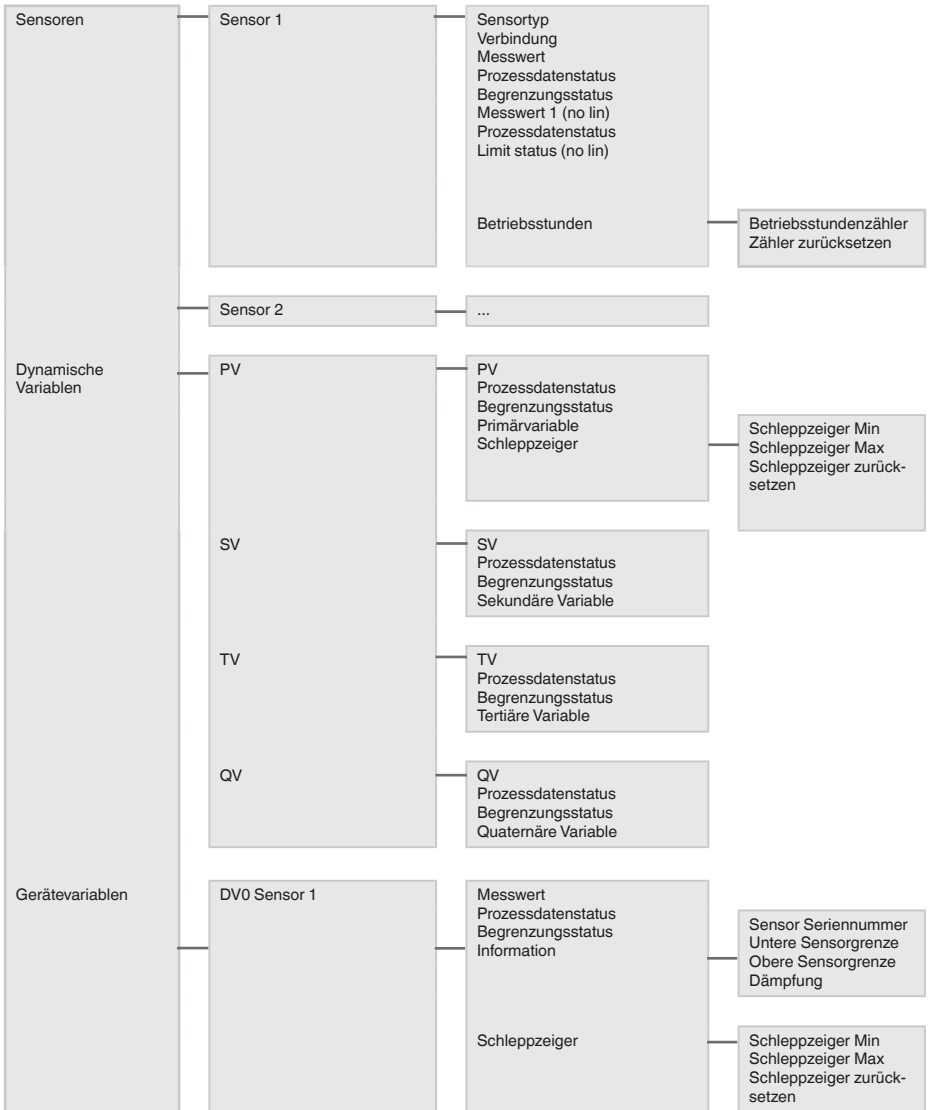 Sensoren
Sensor 1
Sensortyp
Verbindung
Messwert
Prozessdatenstatus
Begrenzungsstatus
Messwert 1 (no lin)
Prozessdatenstatus
Limit status (no lin)
Betriebsstunden
Betriebsstundenzähler
Zähler zurücksetzen
Sensor 2
...
Dynamische
Variablen
PV
PV
Prozessdatenstatus
Begrenzungsstatus
Primärvariable
Schleppzeiger
Schleppzeiger Min
Schleppzeiger Max
Schleppzeiger zurück-
setzen
SV
SV
Prozessdatenstatus
Begrenzungsstatus
Sekundäre Variable
TV
TV
Prozessdatenstatus
Begrenzungsstatus
Tertiäre Variable
QV
QV
Prozessdatenstatus
Begrenzungsstatus
Quaternäre Variable
Gerätevariablen
DV0 Sensor 1
Messwert
Prozessdatenstatus
Begrenzungsstatus
Information
Sensor Seriennummer
Untere Sensorgrenze
Obere Sensorgrenze
Dämpfung
Schleppzeiger
Schleppzeiger Min
Schleppzeiger Max
Schleppzeiger zurück-
setzen